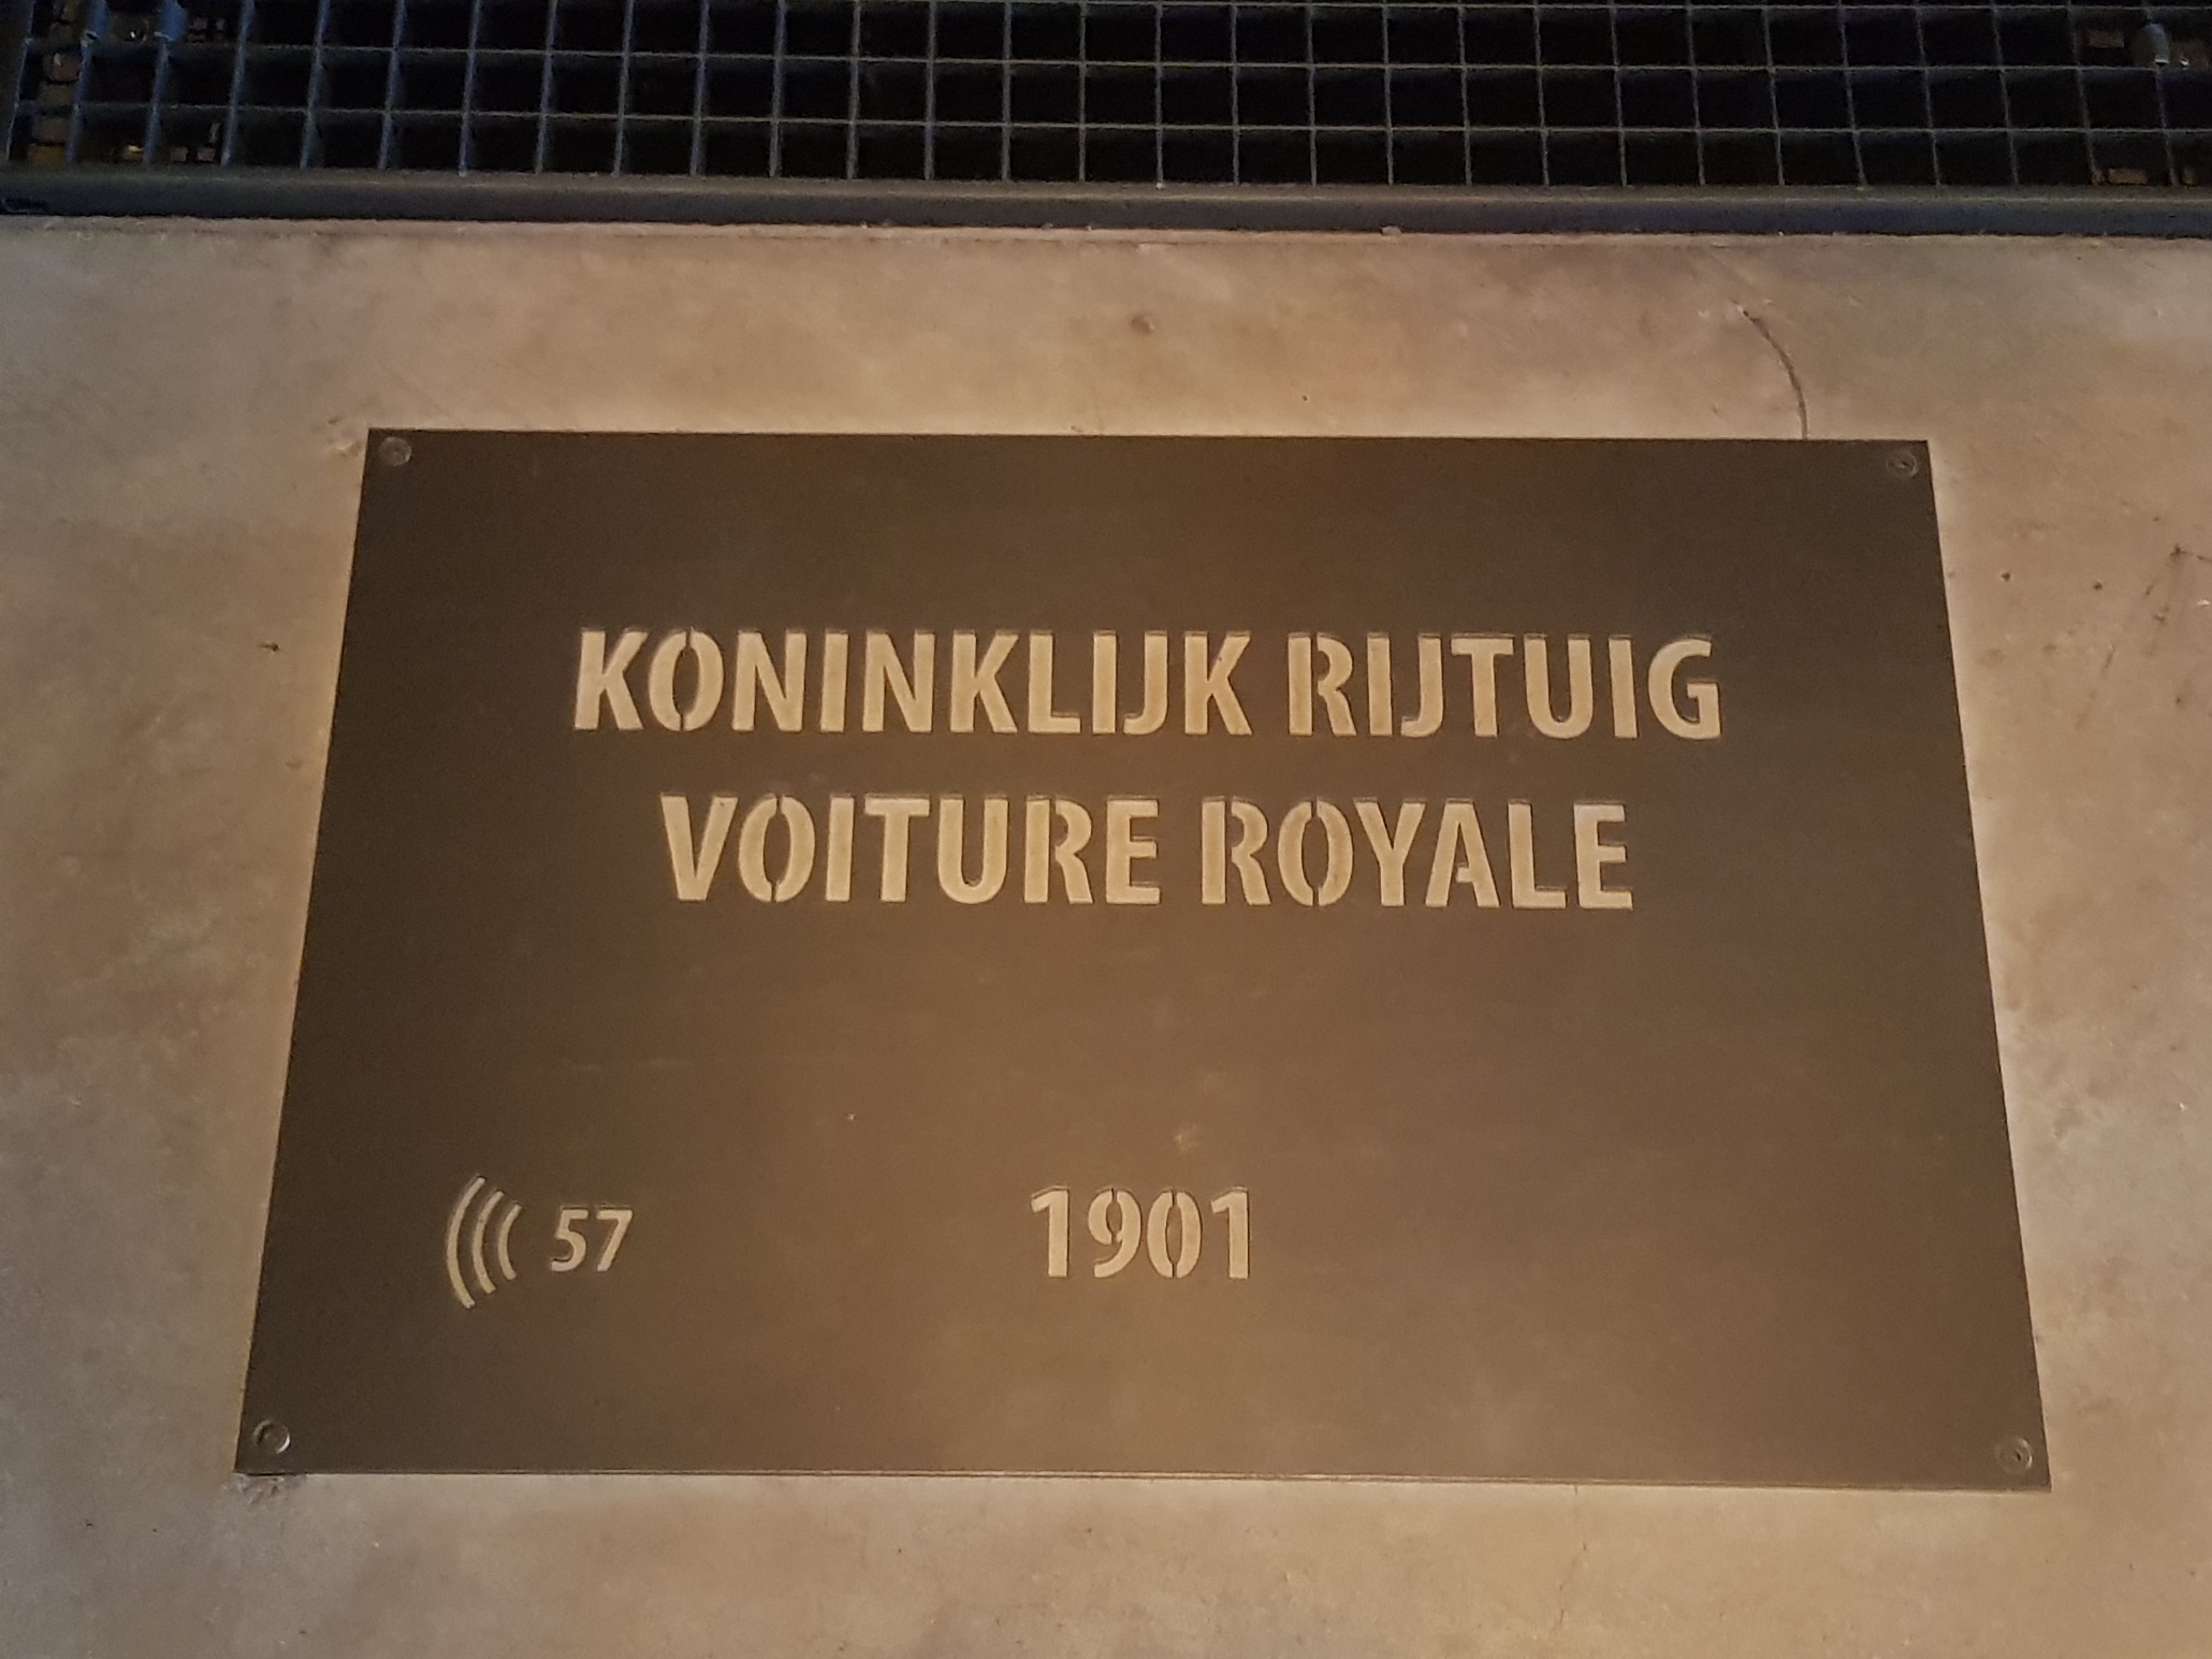 KONINKLIJK RIJTUIG
VOITURE ROYALE
57 1901